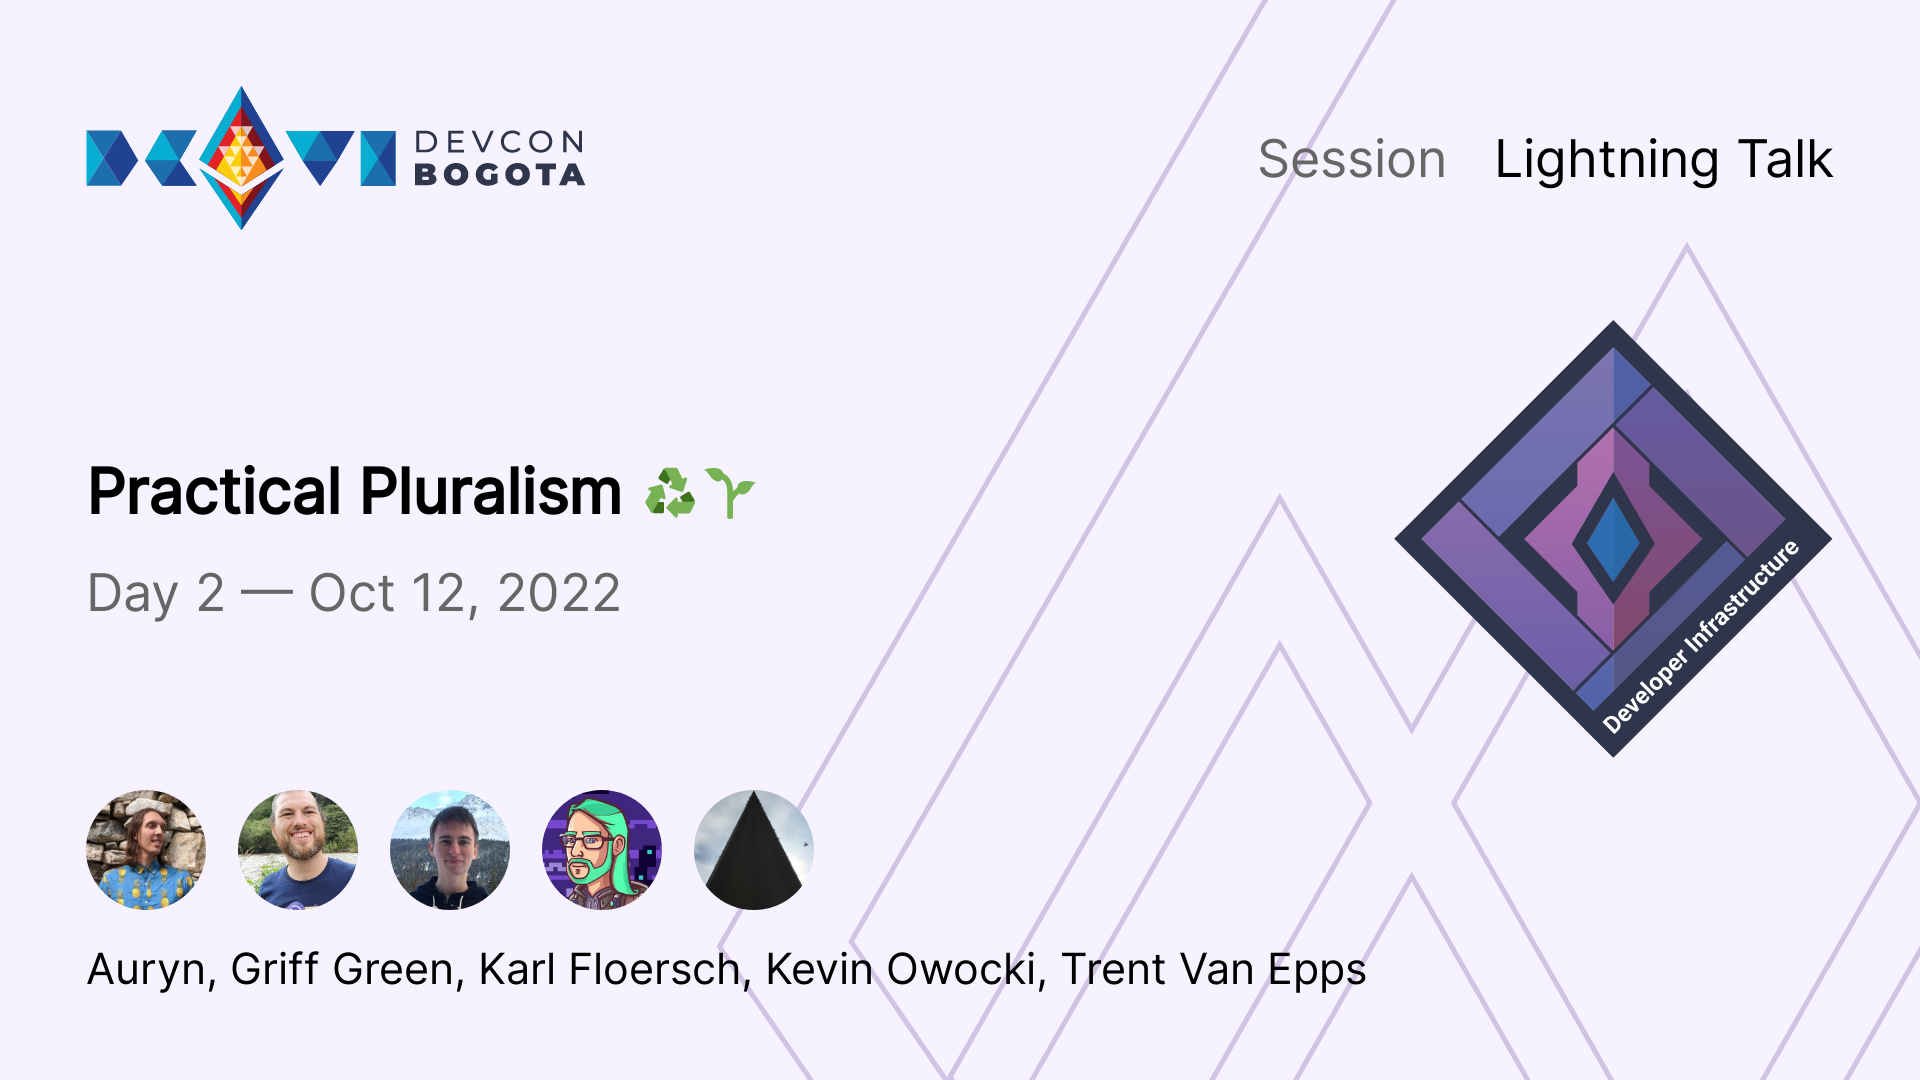 DEVCON
BOGOTA
Session Lightning Talk
Practical Pluralism ♻️🌱
Day 2 — Oct 12, 2022
Developer Infrastructure
Auryn, Griff Green, Karl Floersch, Kevin Owocki, Trent Van Epps